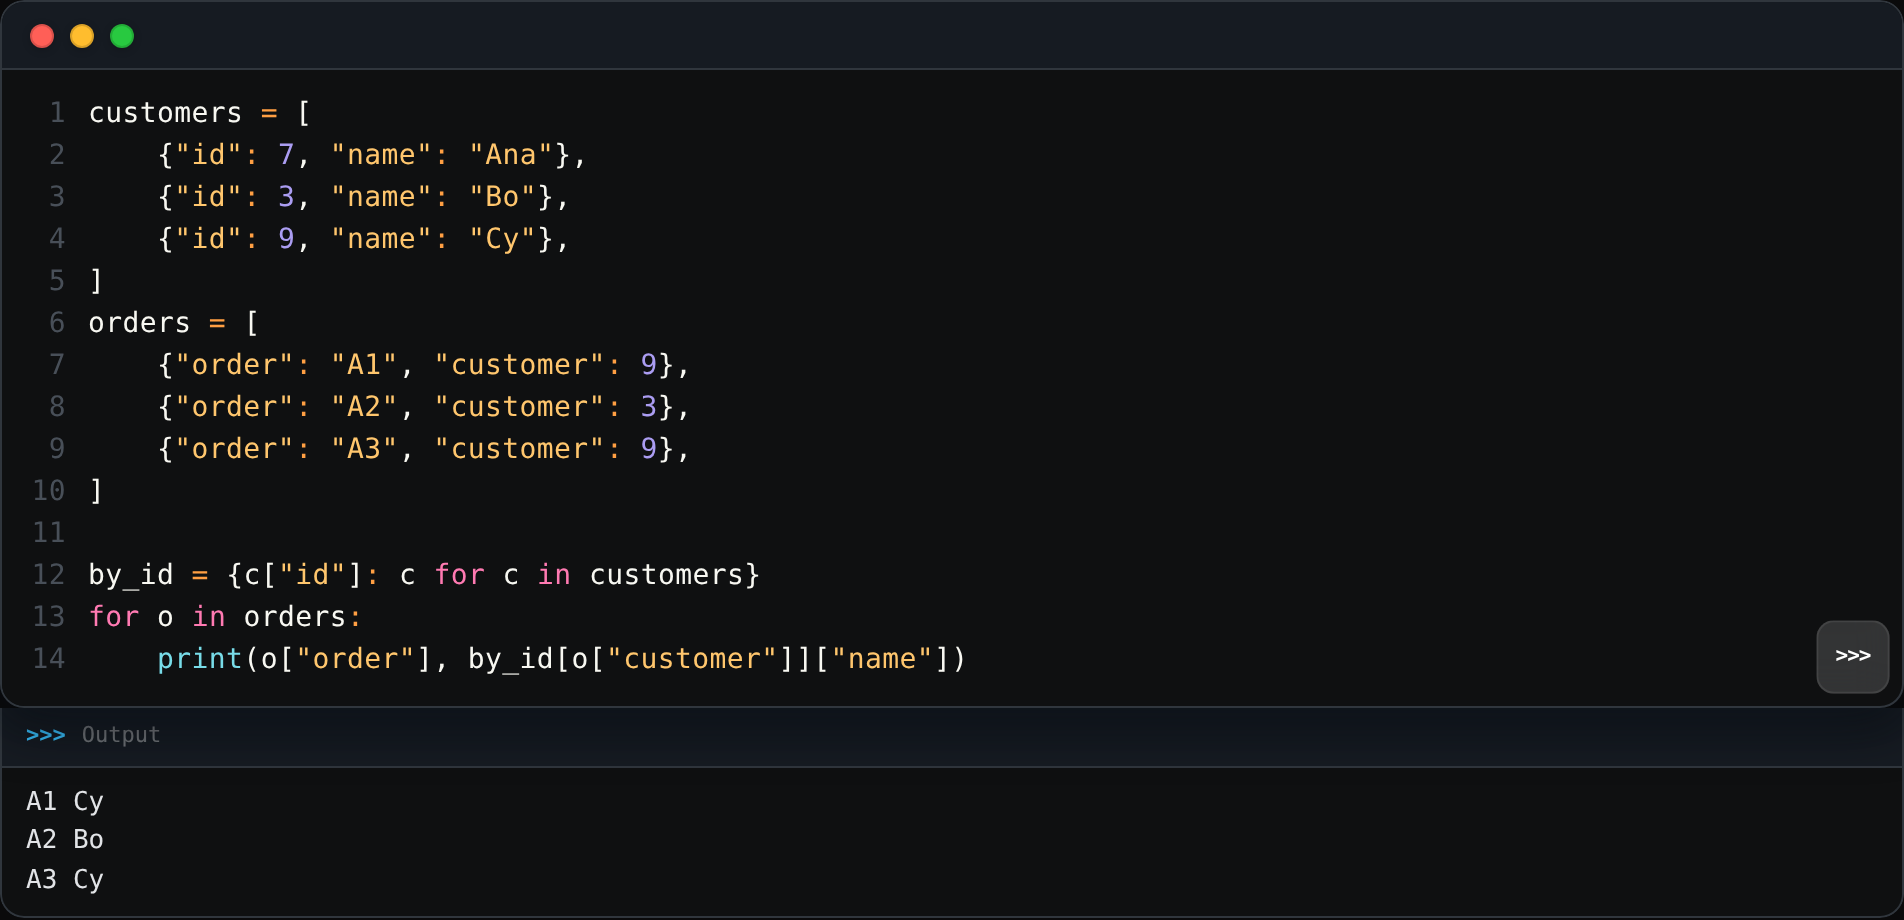 1 customers = [
2     {"id": 7, "name": "Ana"},
3     {"id": 3, "name": "Bo"},
4     {"id": 9, "name": "Cy"},
5 ]
6 orders = [
7     {"order": "A1", "customer": 9},
8     {"order": "A2", "customer": 3},
9     {"order": "A3", "customer": 9},
10 ]
11
12 by_id = {c["id"]: c for c in customers}
13 for o in orders:
14     print(o["order"], by_id[o["customer"]]["name"])
>>>
>>> Output
A1 Cy
A2 Bo
A3 Cy